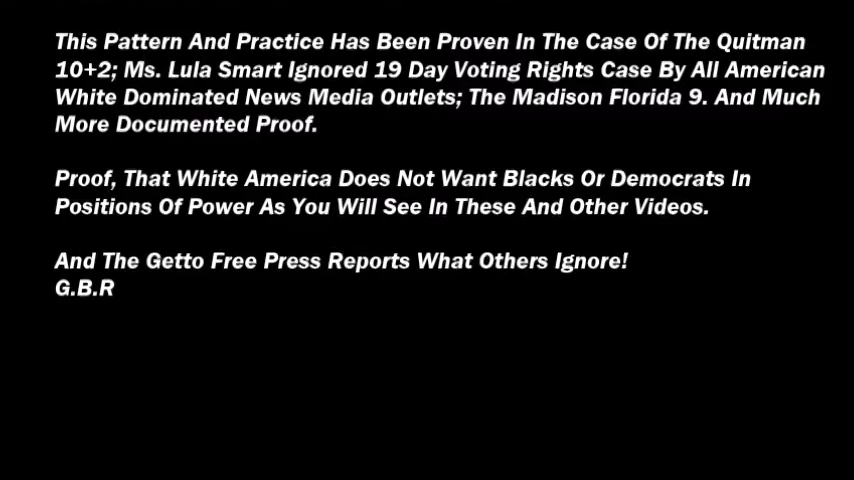 This Pattern And Practice Has Been Proven In The Case Of The Quitman
10+2; Ms. Lula Smart Ignored 19 Day Voting Rights Case By All American
White Dominated News Media Outlets; The Madison Florida 9. And Much
More Documented Proof.
Proof, That White America Does Not Want Blacks Or Democrats In
Positions Of Power As You Will See In These And Other Videos.
And The Getto Free Press Reports What Others Ignore!
G.B.R